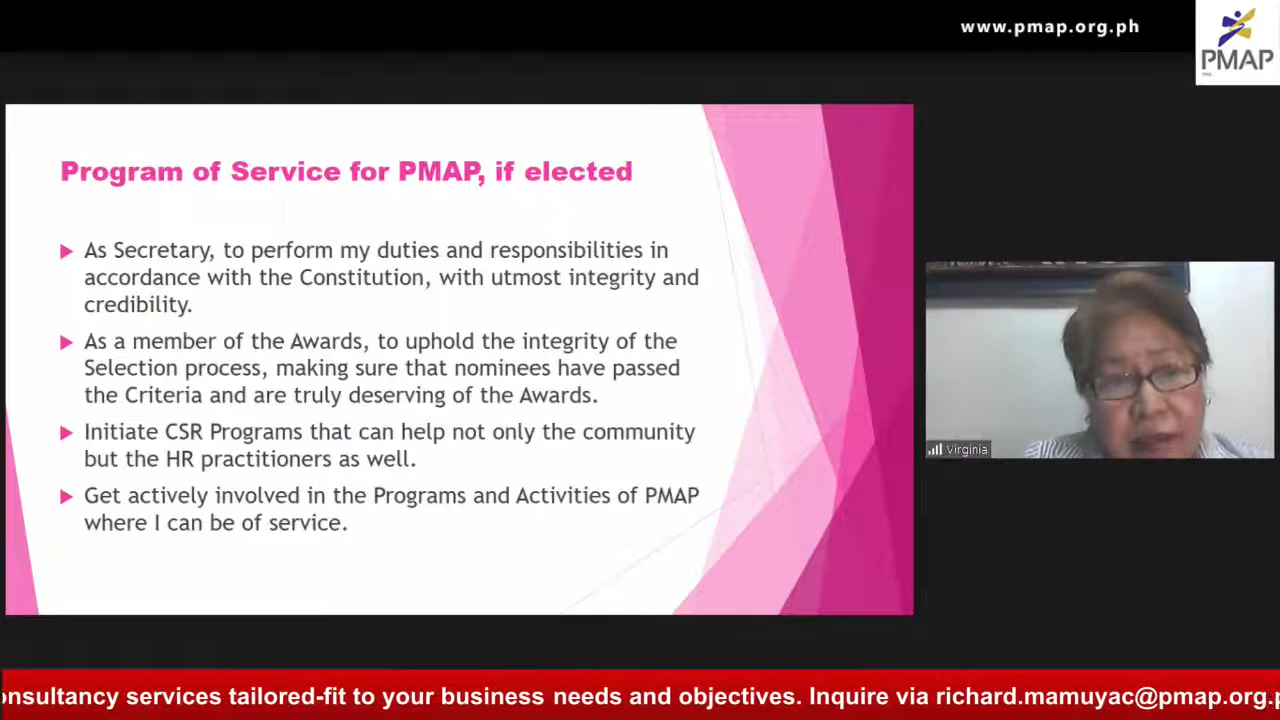 www.pmap.org.ph
PMAP
Program of Service for PMAP, if elected
As Secretary, to perform my duties and responsibilities in
accordance with the Constitution, with utmost integrity and
credibility.
As a member of the Awards, to uphold the integrity of the
Selection process, making sure that nominees have passed
the Criteria and are truly deserving of the Awards.
Initiate CSR Programs that can help not only the community
but the HR practitioners as well.
Get actively involved in the Programs and Activities of PMAP
where I can be of service.
Virginia
onsultancy services tailored-fit to your business needs and objectives. Inquire via richard.mamuyac@pmap.org.p